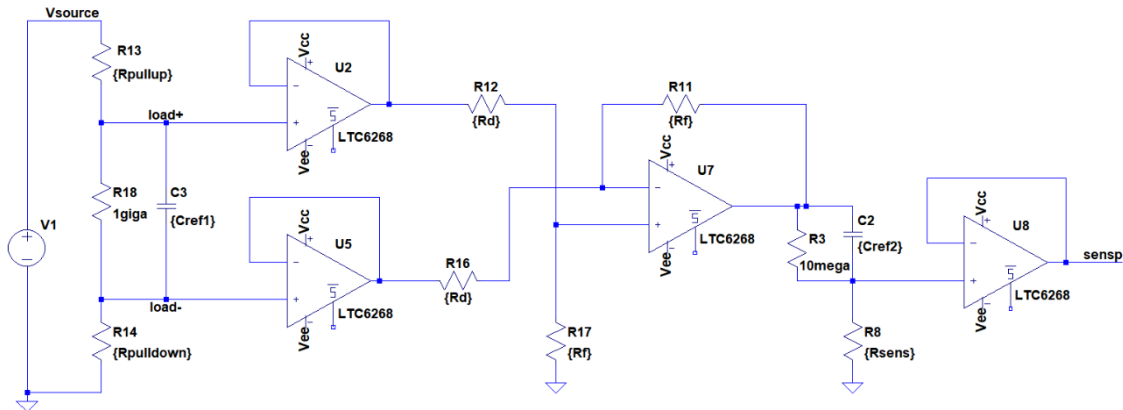 Vsource
R13
{Rpullup}
load+
R18
1giga
C3
{Cref1}
V1
+
−
load-
R14
{Rpulldown}
Vcc
+
U2
−
+
S
LTC6268
Vee
−
Vcc
+
U5
−
+
S
LTC6268
Vee
−
R12
{Rd}
R16
{Rd}
R17
{Rf}
R11
{Rf}
Vcc
+
U7
−
+
S
LTC6268
Vee
−
R3
10mega
C2
{Cref2}
R8
{Rsens}
Vcc
+
U8
−
+
S
LTC6268
Vee
−
sensp